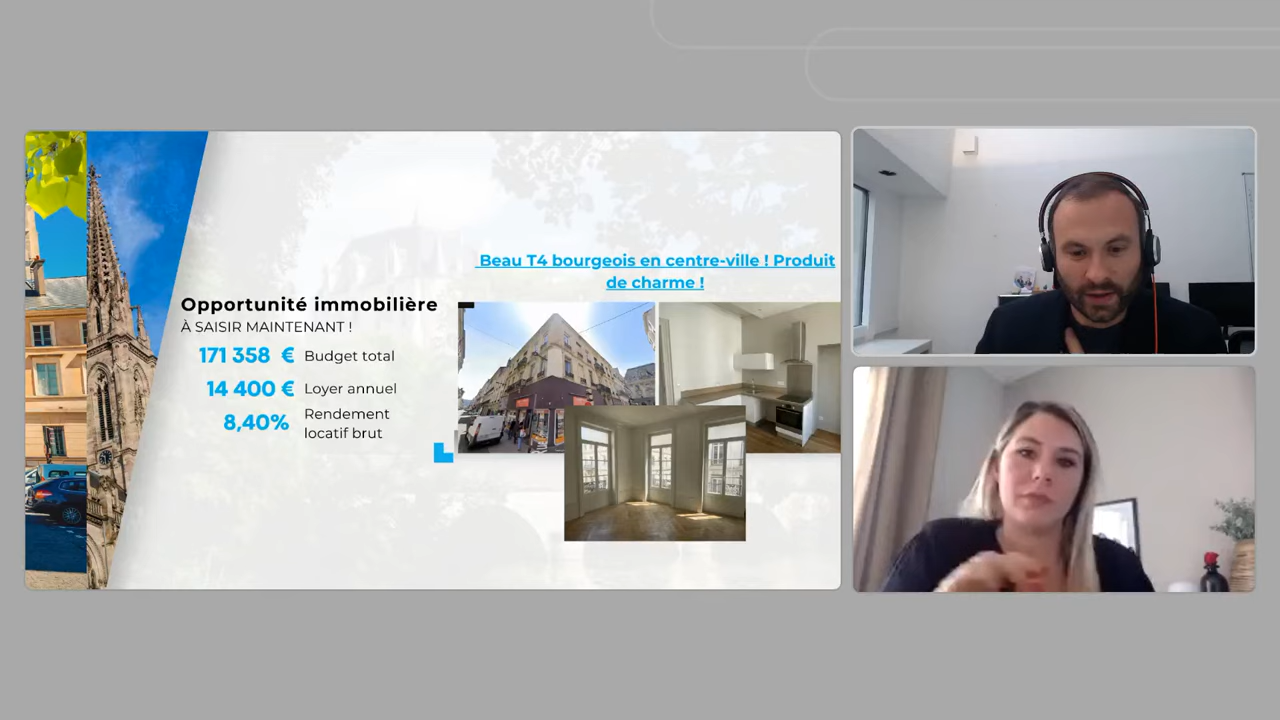 Opportunité immobilière
À SAISIR MAINTENANT !
171 358 € Budget total
14 400 € Loyer annuel
8,40% Rendement
locatif brut
Beau T4 bourgeois en centre-ville ! Produit
de charme !